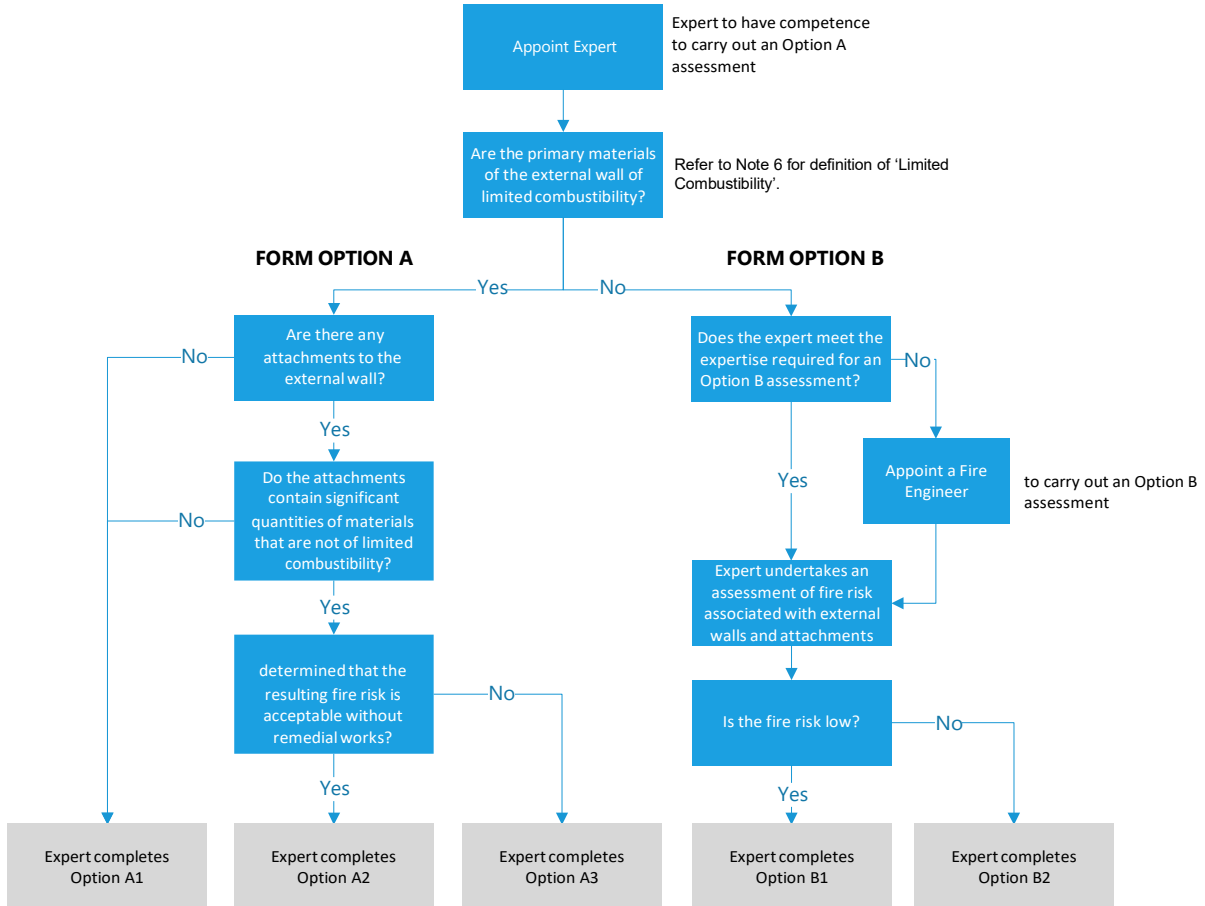 Appoint Expert
Expert to have competence
to carry out an Option A
assessment
Are the primary materials
of the external wall of
limited combustibility?
Refer to Note 6 for definition of ‘Limited
Combustibility’.
FORM OPTION A
FORM OPTION B
Yes
No
Are there any
attachments to the
external wall?
No
Yes
Do the attachments
contain significant
quantities of materials
that are not of limited
combustibility?
No
Yes
determined that the
resulting fire risk is
acceptable without
remedial works?
No
Yes
Does the expert meet the
expertise required for an
Option B assessment?
No
Yes
Appoint a Fire
Engineer
to carry out an Option B
assessment
Expert undertakes an
assessment of fire risk
associated with external
walls and attachments
Is the fire risk low?
No
Yes
Expert completes
Option A1
Expert completes
Option A2
Expert completes
Option A3
Expert completes
Option B1
Expert completes
Option B2